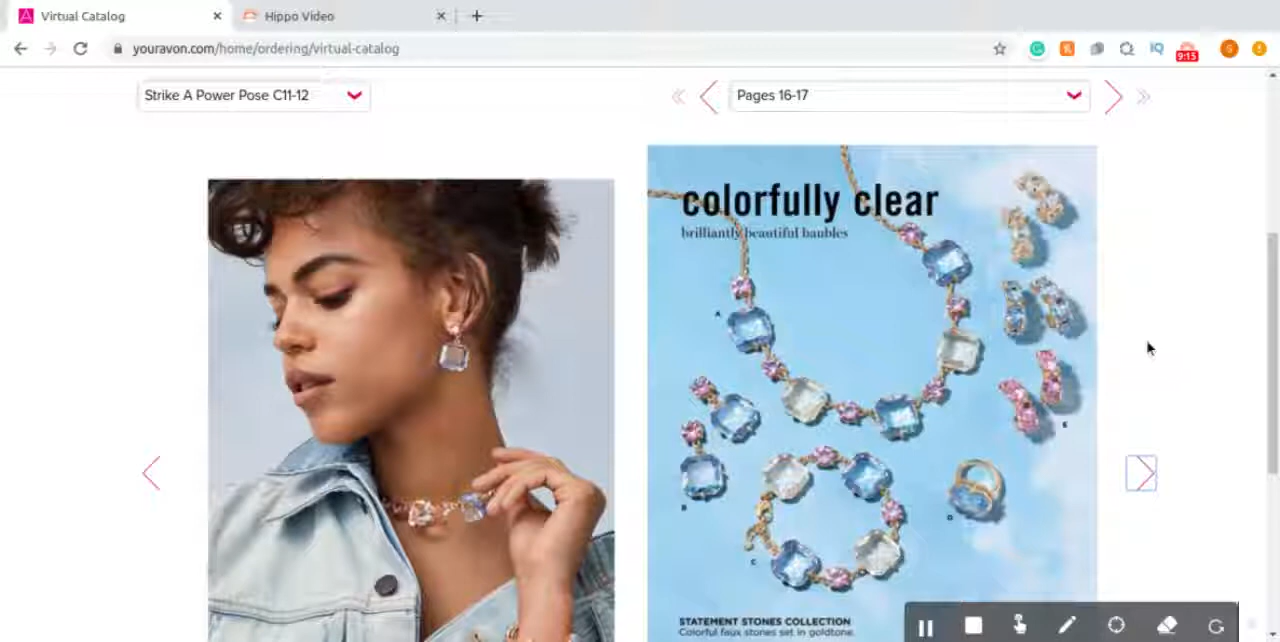 Virtual Catalog
Hippo Video
youravon.com/home/ordering/virtual-catalog
IQ
9:15
S
Strike A Power Pose C11-12
Pages 16-17
colorfully clear
brilliantly beautiful baubles
A
B
C
D
E
STATEMENT STONES COLLECTION
Colorful faux stones set in goldtone.